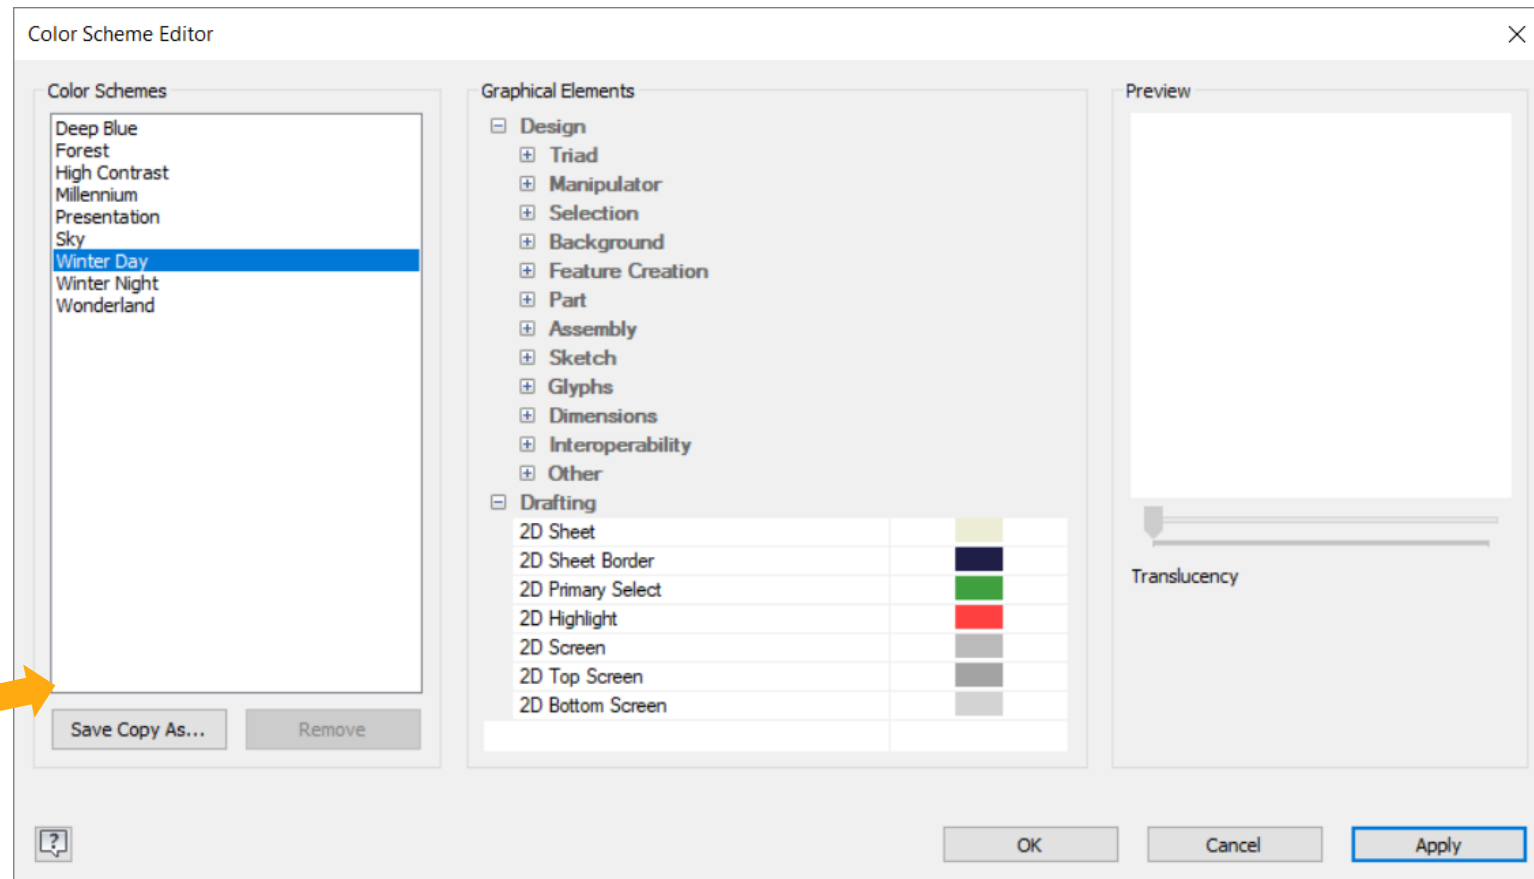 Color Scheme Editor
Color Schemes
Deep Blue
Forest
High Contrast
Millennium
Presentation
Sky
Winter Day
Winter Night
Wonderland
Save Copy As...
Remove
Graphical Elements
Design
Triad
Manipulator
Selection
Background
Feature Creation
Part
Assembly
Sketch
Glyphs
Dimensions
Interoperability
Other
Drafting
2D Sheet
2D Sheet Border
2D Primary Select
2D Highlight
2D Screen
2D Top Screen
2D Bottom Screen
Preview
Translucency
?
OK
Cancel
Apply